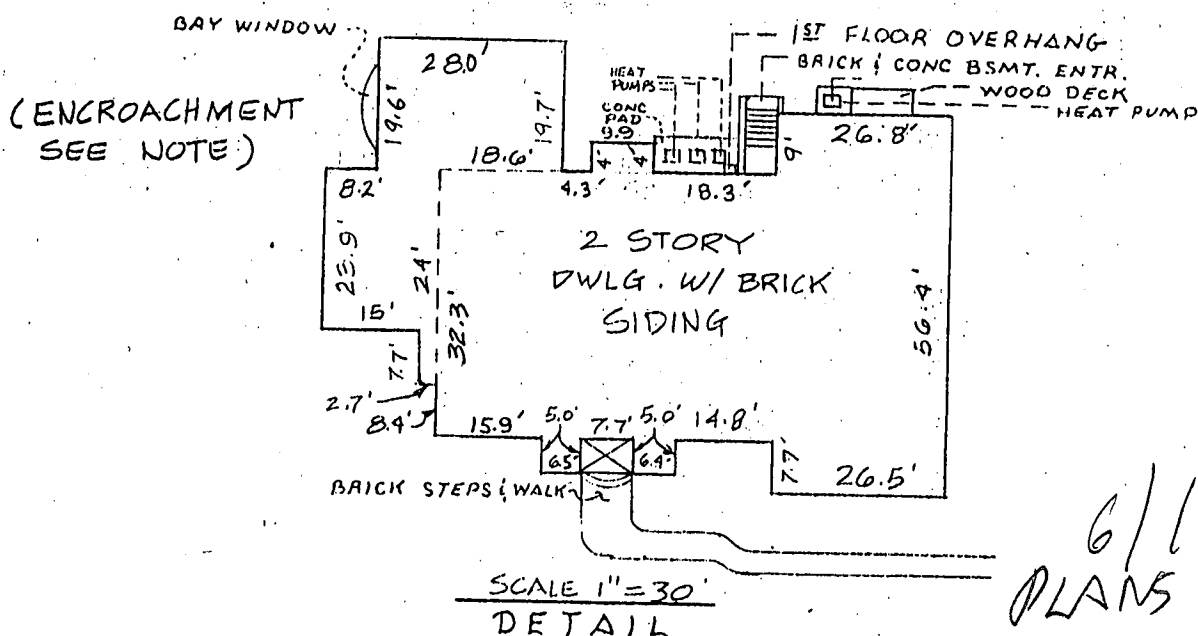 BAY WINDOW
(ENCROACHMENT
SEE NOTE)
28.0'
19.6'
19.7'
HEAT
PUMPS
CONC
PAD
9.9
1ST FLOOR OVERHANG
BRICK & CONC BSMT. ENTR.
WOOD DECK
HEAT PUMP
26.8'
9'
18.6'
4'
4'
8.2'
4.3'
18.3'
2 STORY
DWLG. W/ BRICK
SIDING
24'
32.3'
56.4'
15'
7.7'
2.7'
8.4'
15.9'
5.0'
7.7'
5.0'
14.8'
6.5'
6.4'
7.7'
26.5'
BRICK STEPS & WALK
SCALE 1"=30'
DETAIL
6/1
PLANS